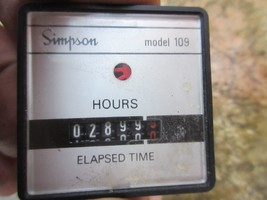 Simpson model 109
HOURS
02899
ELAPSED TIME